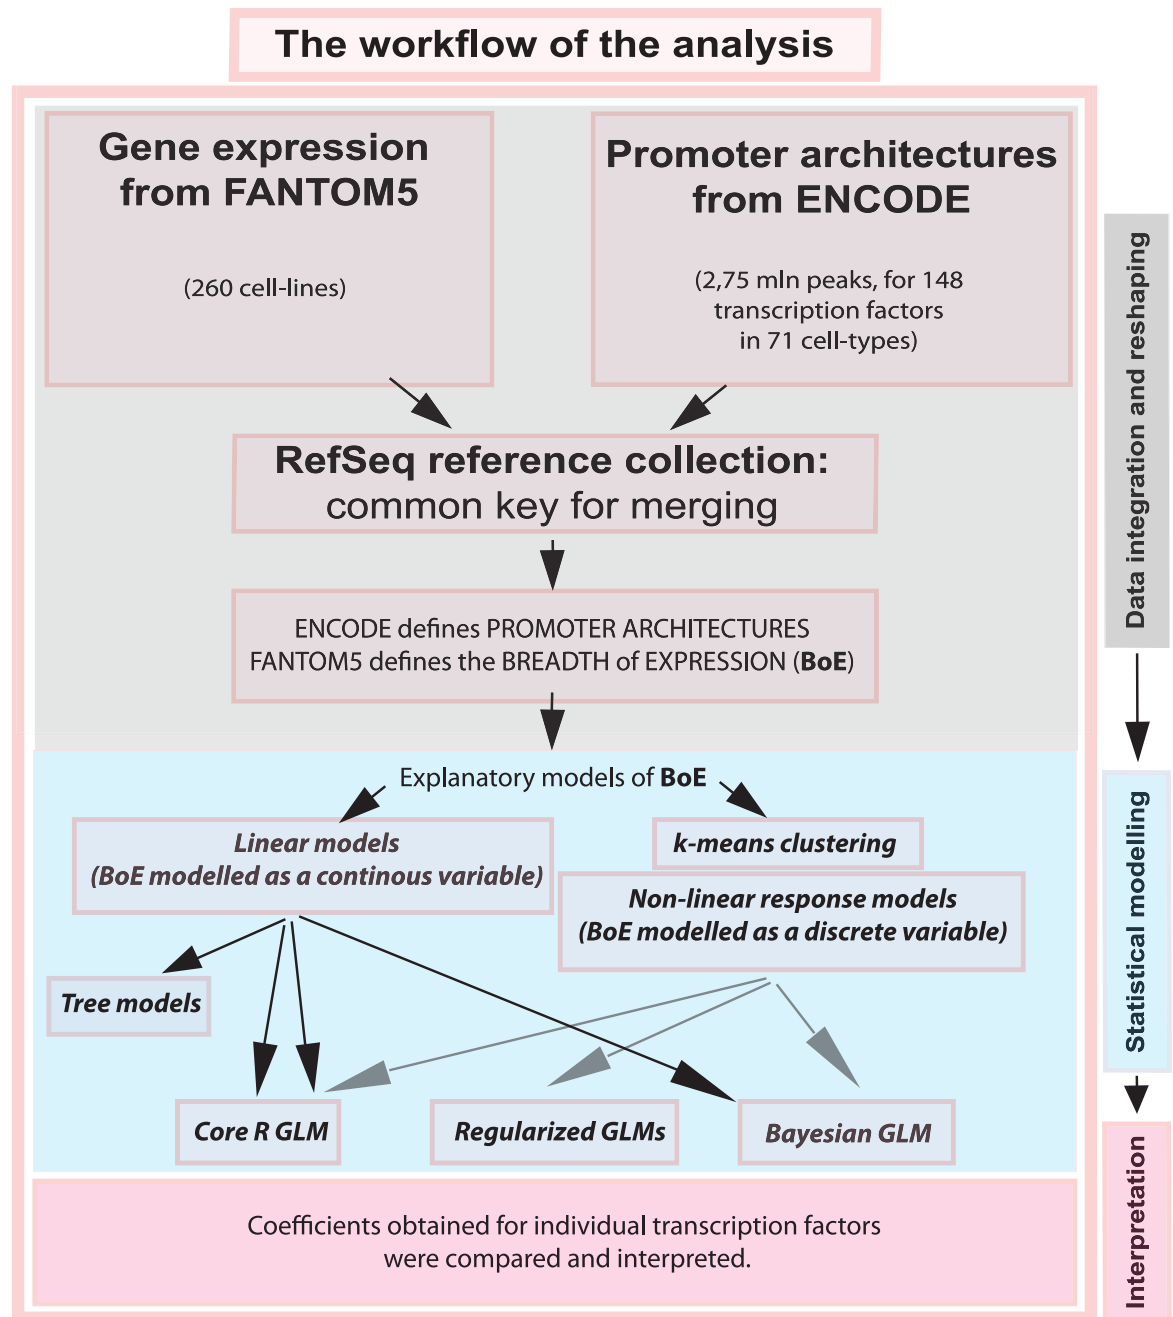 The workflow of the analysis
Gene expression
from FANTOM5
(260 cell-lines)
Promoter architectures
from ENCODE
(2,75 mln peaks, for 148
transcription factors
in 71 cell-types)
RefSeq reference collection:
common key for merging
ENCODE defines PROMOTER ARCHITECTURES
FANTOM5 defines the BREADTH of EXPRESSION (BoE)
Explanatory models of BoE
Linear models
(BoE modelled as a continous variable)
k-means clustering
Non-linear response models
(BoE modelled as a discrete variable)
Tree models
Core R GLM
Regularized GLMs
Bayesian GLM
Coefficients obtained for individual transcription factors
were compared and interpreted.
Data integration and reshaping
Statistical modelling
Interpretation